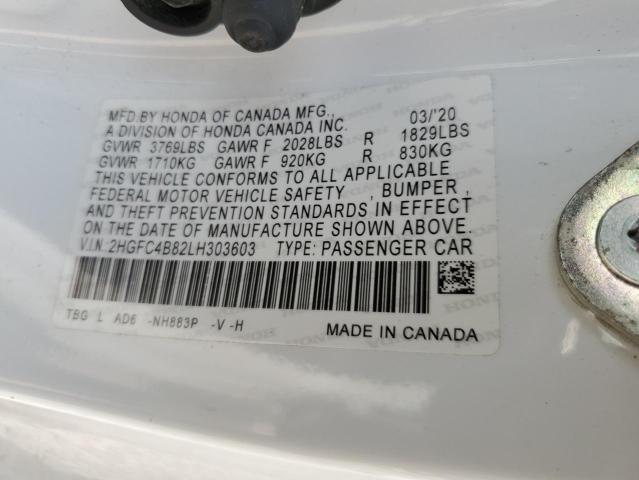 MFD.BY HONDA OF CANADA MFG., 03/'20
A DIVISION OF HONDA CANADA INC.
GVWR 3769LBS GAWR F 2028LBS R 1829LBS
GVWR 1710KG GAWR F 920KG R 830KG
THIS VEHICLE CONFORMS TO ALL APPLICABLE
FEDERAL MOTOR VEHICLE SAFETY , BUMPER ,
AND THEFT PREVENTION STANDARDS IN EFFECT
ON THE DATE OF MANUFACTURE SHOWN ABOVE.
V.I.N: 2HGFC4B82LH303603 TYPE: PASSENGER CAR
TBG L AD6 -NH883P -V -H
MADE IN CANADA